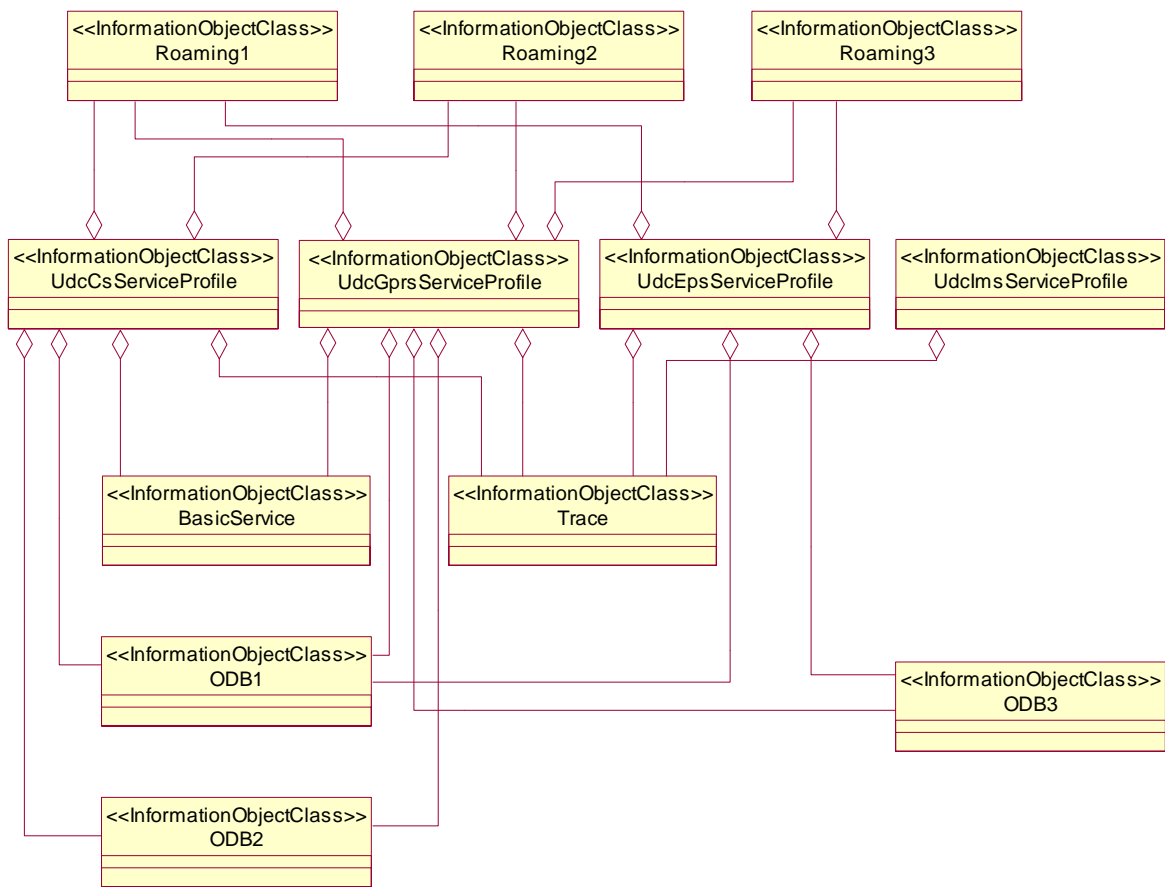 <<InformationObjectClass>>
Roaming1
<<InformationObjectClass>>
Roaming2
<<InformationObjectClass>>
Roaming3
<<InformationObjectClass>>
UdcCsServiceProfile
<<InformationObjectClass>>
UdcGprsServiceProfile
<<InformationObjectClass>>
UdcEpsServiceProfile
<<InformationObjectClass>>
UdcImsServiceProfile
<<InformationObjectClass>>
BasicService
<<InformationObjectClass>>
Trace
<<InformationObjectClass>>
ODB1
<<InformationObjectClass>>
ODB3
<<InformationObjectClass>>
ODB2